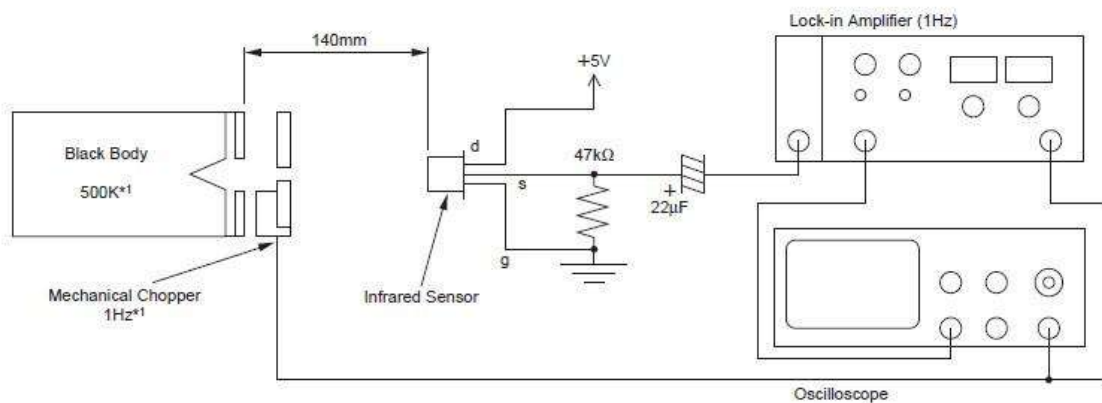 Lock-in Amplifier (1Hz)
140mm
+5V
Black Body
500K*1
d
47kΩ
s
+
22μF
g
Mechanical Chopper
1Hz*1
Infrared Sensor
Oscilloscope